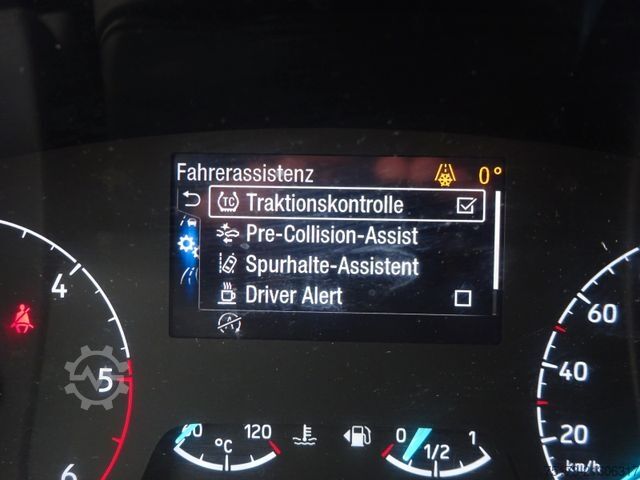 Fahrerassistenz 0°
TC Traktionskontrolle
Pre-Collision-Assist
Spurhalte-Assistent
Driver Alert
A
4
5
6
60
40
20
km/h
°C 120
0 1/2 1